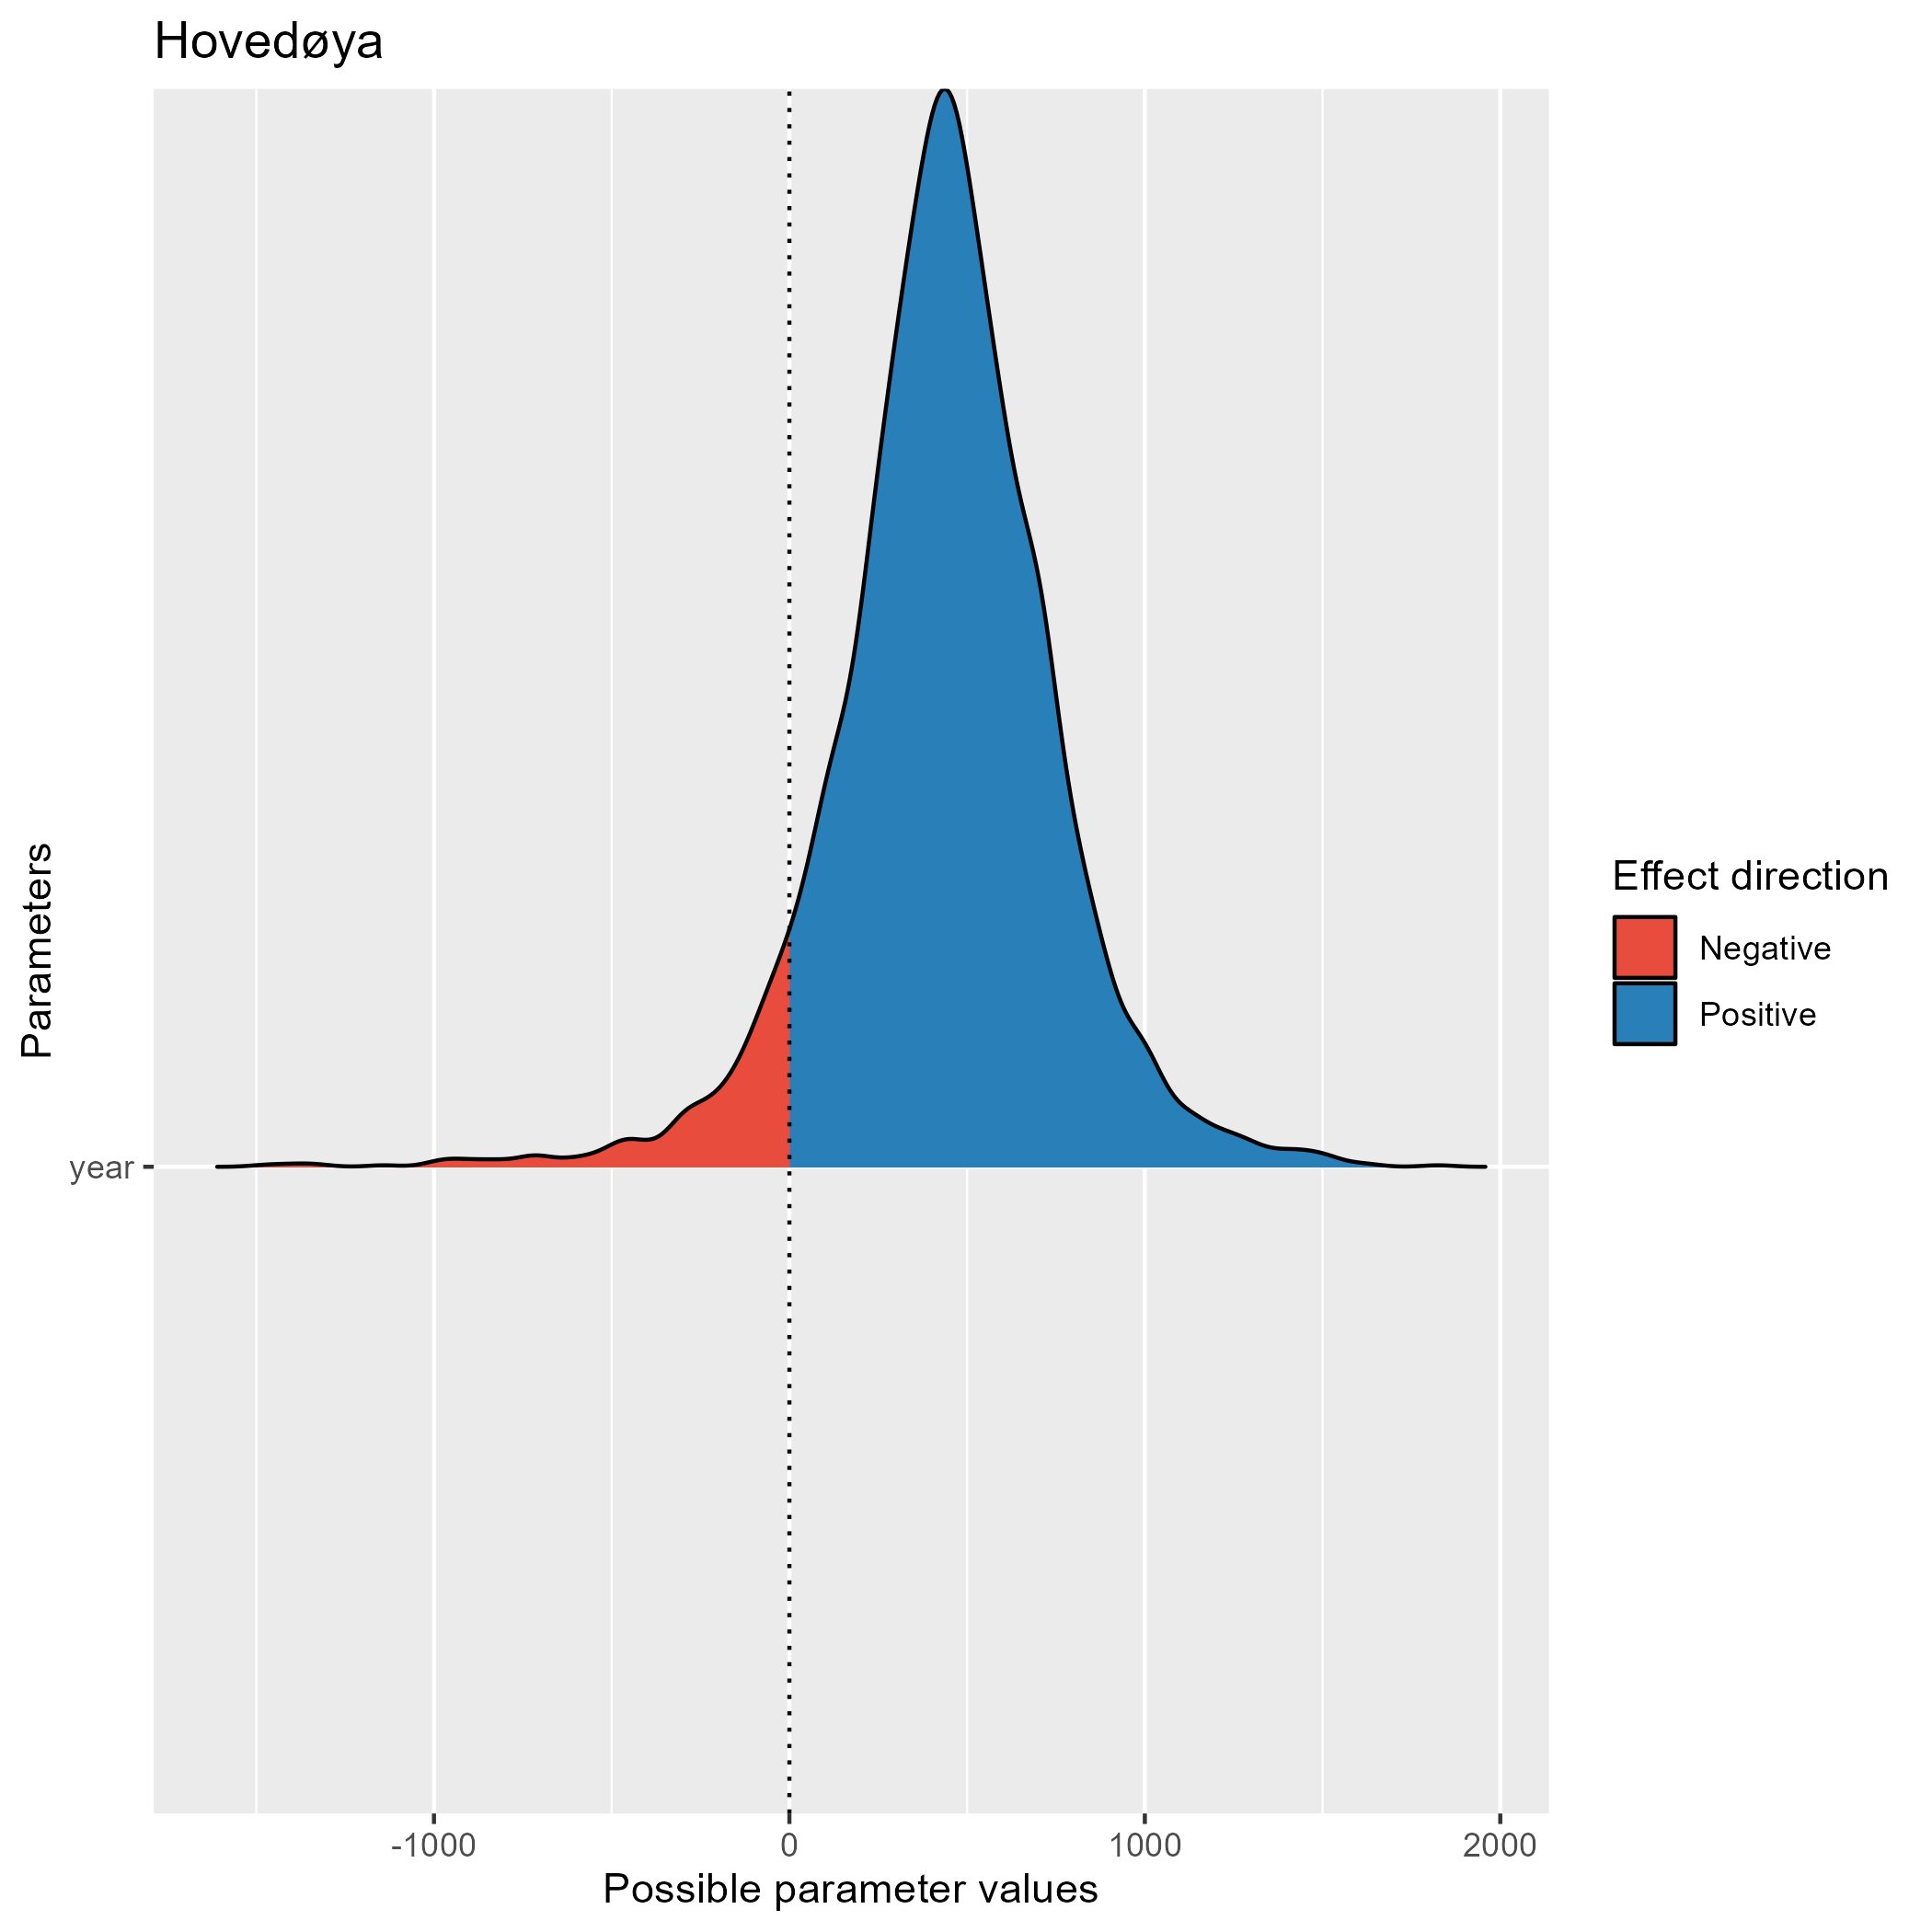 Hovedøya
Parameters
year
-1000
0
1000
2000
Possible parameter values
Effect direction
Negative
Positive